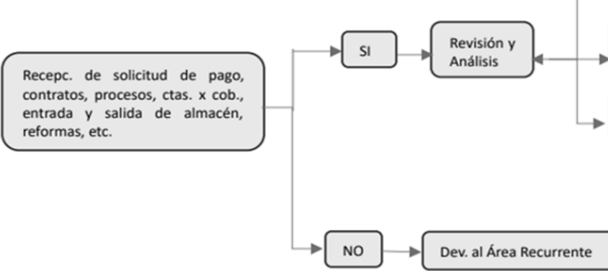 SI
Revisión y
Análisis
Recepc. de solicitud de pago,
contratos, procesos, ctas. x cob.,
entrada y salida de almacén,
reformas, etc.
NO
Dev. al Área Recurrente